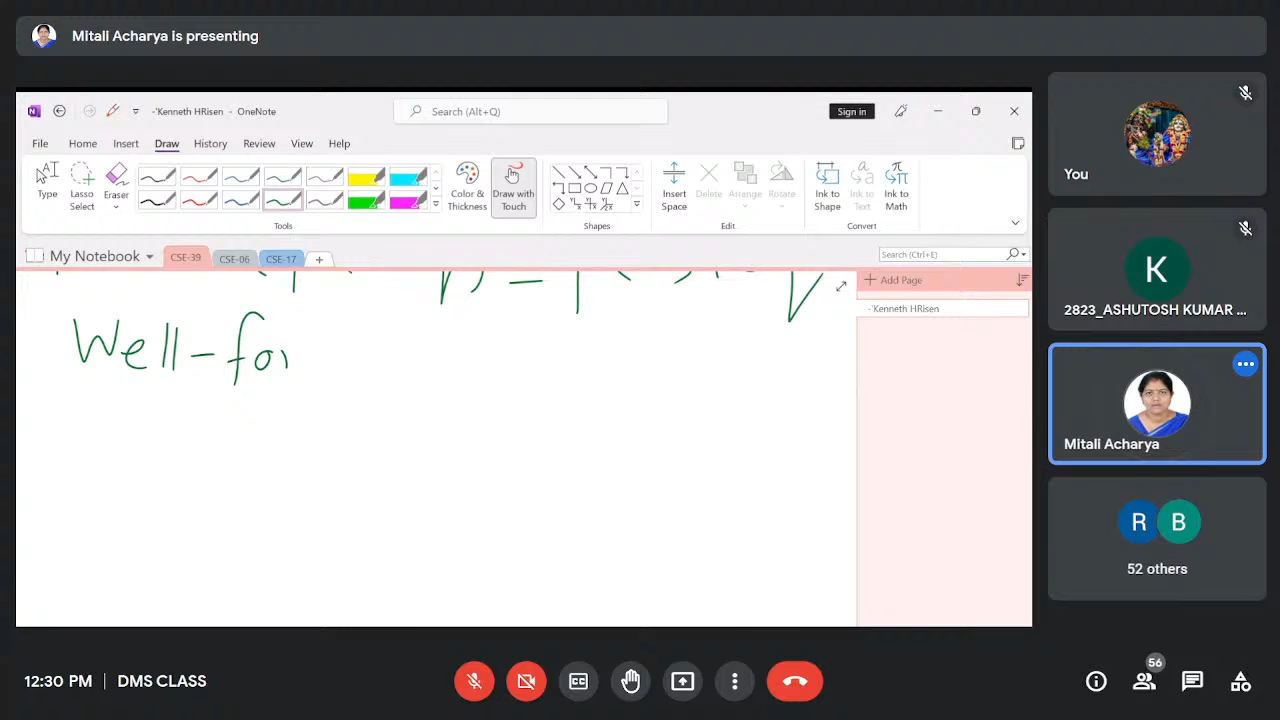 Mitali Acharya is presenting
-'Kenneth HRisen - OneNote
Search (Alt+Q)
Sign in
File Home Insert Draw History Review View Help
Type
Lasso Select
Eraser
Color & Thickness
Draw with Touch
Insert Space
Delete
Arrange
Rotate
Ink to Shape
Ink to Text
Ink to Math
Tools
Shapes
Edit
Convert
My Notebook
CSE-39
CSE-06
CSE-17
Search (Ctrl+E)
Add Page
-'Kenneth HRisen
Well-for
You
K
2823_ASHUTOSH KUMAR ...
Mitali Acharya
R B
52 others
12:30 PM | DMS CLASS
CC
56